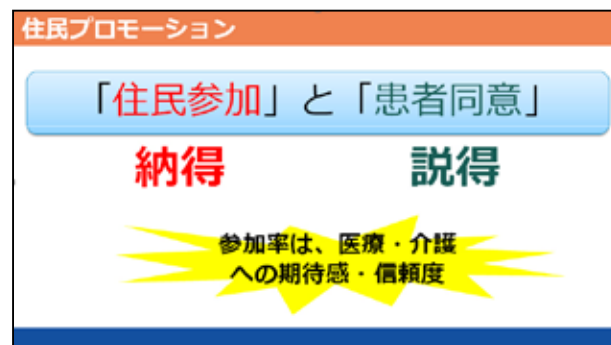 住民プロモーション
「住民参加」と「患者同意」
納得 説得
参加率は、医療・介護
への期待感・信頼度